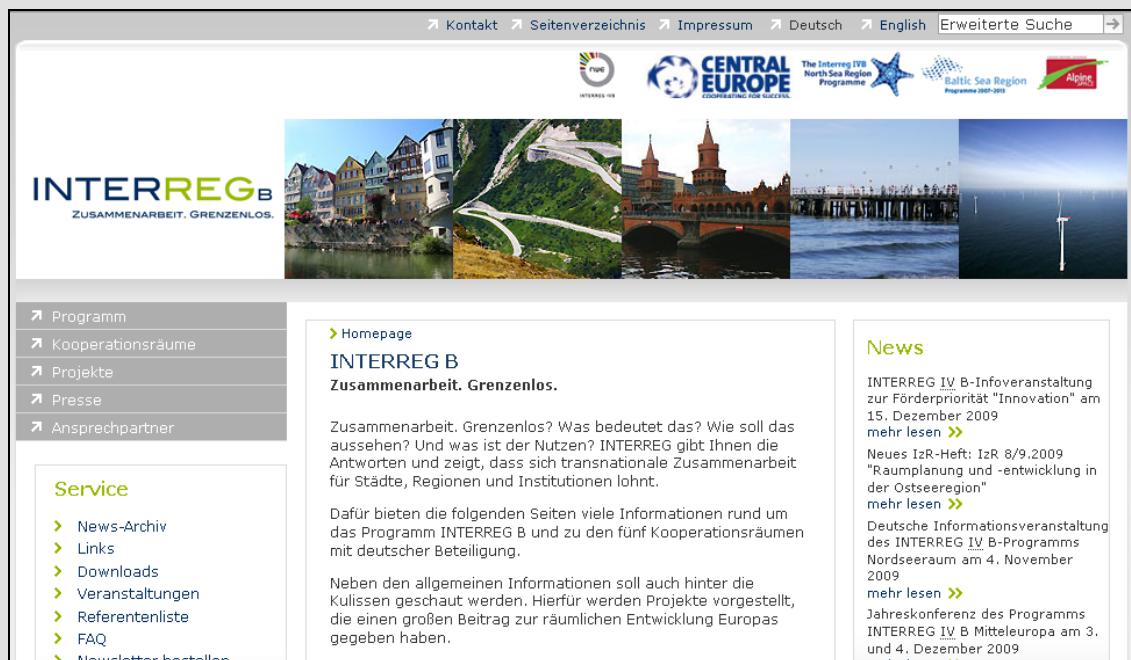 Kontakt Seitenverzeichnis Impressum Deutsch English Erweiterte Suche
nwe
INTERREG IVB
CENTRAL
EUROPE
COOPERATING FOR SUCCESS.
The Interreg IVB
North Sea Region
Programme
Baltic Sea Region
Programme 2007-2013
Alpine
Space
INTERREG B
ZUSAMMENARBEIT. GRENZENLOS.
Programm
Kooperationsräume
Projekte
Presse
Ansprechpartner
Service
News-Archiv
Links
Downloads
Veranstaltungen
Referentenliste
FAQ
Newsletter bestellen
Homepage
INTERREG B
Zusammenarbeit. Grenzenlos.
Zusammenarbeit. Grenzenlos? Was bedeutet das? Wie soll das
aussehen? Und was ist der Nutzen? INTERREG gibt Ihnen die
Antworten und zeigt, dass sich transnationale Zusammenarbeit
für Städte, Regionen und Institutionen lohnt.
Dafür bieten die folgenden Seiten viele Informationen rund um
das Programm INTERREG B und zu den fünf Kooperationsräumen
mit deutscher Beteiligung.
Neben den allgemeinen Informationen soll auch hinter die
Kulissen geschaut werden. Hierfür werden Projekte vorgestellt,
die einen großen Beitrag zur räumlichen Entwicklung Europas
gegeben haben.
News
INTERREG IV B-Infoveranstaltung
zur Förderpriorität "Innovation" am
15. Dezember 2009
mehr lesen
Neues IzR-Heft: IzR 8/9.2009
"Raumplanung und -entwicklung in
der Ostseeregion"
mehr lesen
Deutsche Informationsveranstaltung
des INTERREG IV B-Programms
Nordseeraum am 4. November
2009
mehr lesen
Jahreskonferenz des Programms
INTERREG IV B Mitteleuropa am 3.
und 4. Dezember 2009